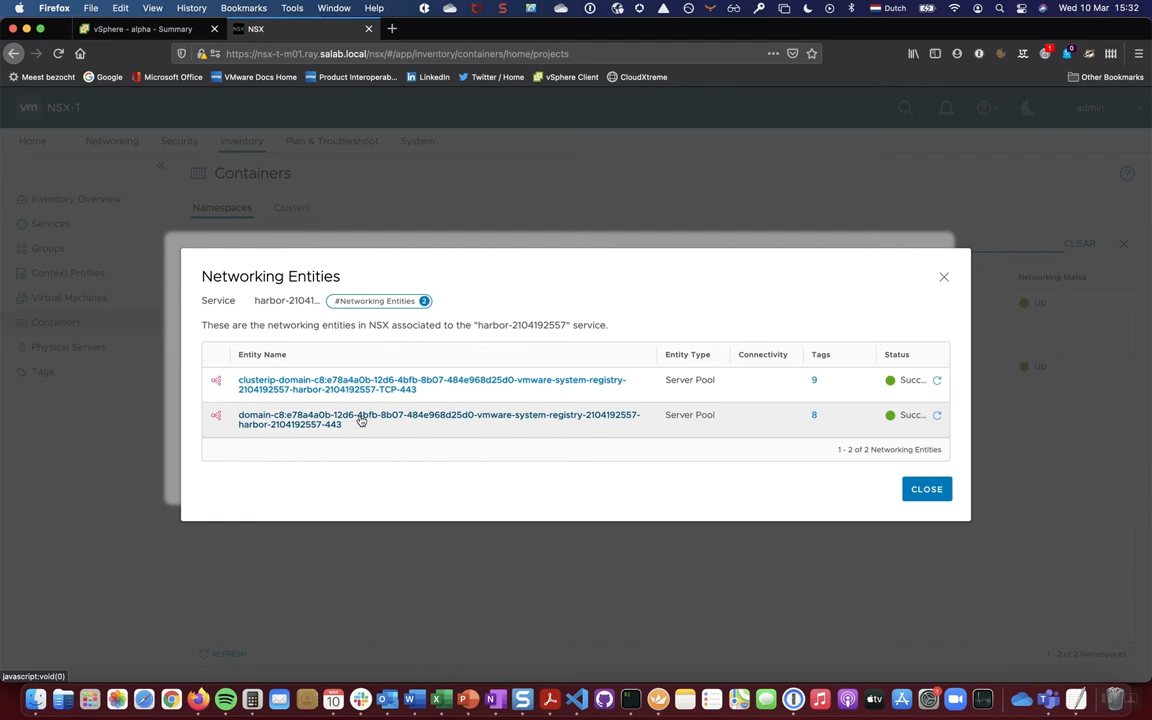 Firefox File Edit View History Bookmarks Tools Window Help Dutch Wed 10 Mar 15:32
vSphere - alpha - Summary NSX
https://nsx-t-m01.ray.salab.local/nsx/#/app/inventory/containers/home/projects
Meest bezocht Google Microsoft Office VMware Docs Home Product Interoperab... LinkedIn Twitter / Home vSphere Client CloudXtreme Other Bookmarks
vm NSX-T admin
Home Networking Security Inventory Plan & Troubleshoot System
Containers
Inventory Overview
Namespaces Clusters
Services
Groups
CLEAR
Context Profiles
Networking Status
Virtual Machines
Up
Containers
Physical Servers
Up
Tags
Networking Entities
Service harbor-21041... #Networking Entities 2
These are the networking entities in NSX associated to the "harbor-2104192557" service.
Entity Name Entity Type Connectivity Tags Status
clusterip-domain-c8:e78a4a0b-12d6-4bfb-8b07-484e968d25d0-vmware-system-registry-
2104192557-harbor-2104192557-TCP-443 Server Pool 9 Succ...
domain-c8:e78a4a0b-12d6-4bfb-8b07-484e968d25d0-vmware-system-registry-2104192557-
harbor-2104192557-443 Server Pool 8 Succ...
1 - 2 of 2 Networking Entities
CLOSE
REFRESH 1 - 2 of 2 Namespaces
javascript:void(0)